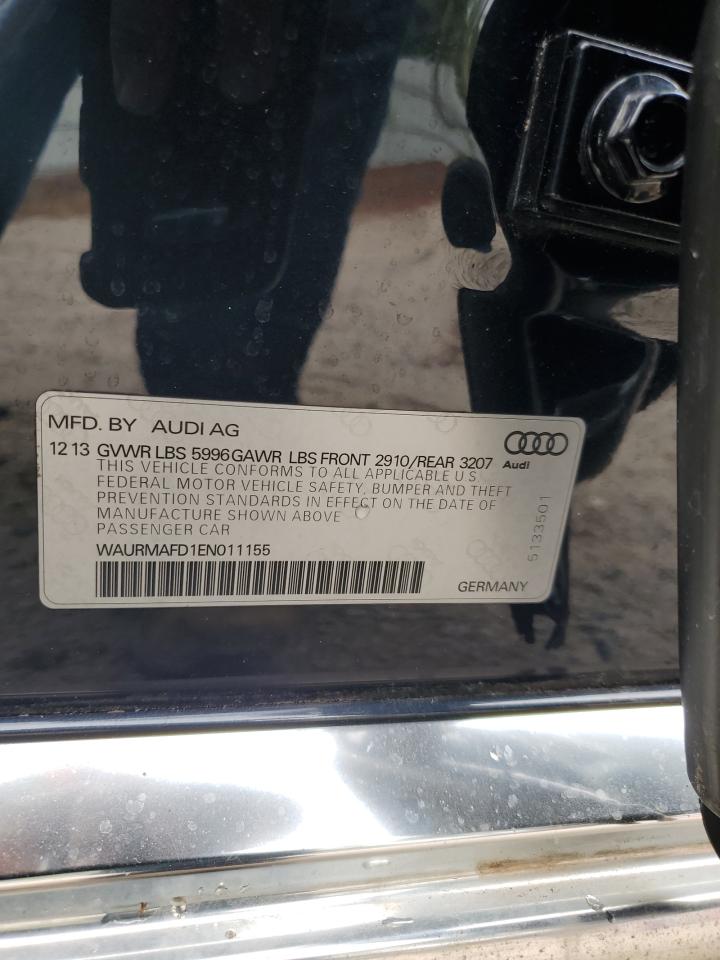 MFD. BY AUDI AG
12 13 GVWR LBS 5996 GAWR LBS FRONT 2910/REAR 3207
THIS VEHICLE CONFORMS TO ALL APPLICABLE U.S.
FEDERAL MOTOR VEHICLE SAFETY, BUMPER AND THEFT
PREVENTION STANDARDS IN EFFECT ON THE DATE OF
MANUFACTURE SHOWN ABOVE
PASSENGER CAR
WAURMAFD1EN011155
GERMANY
Audi
5133501